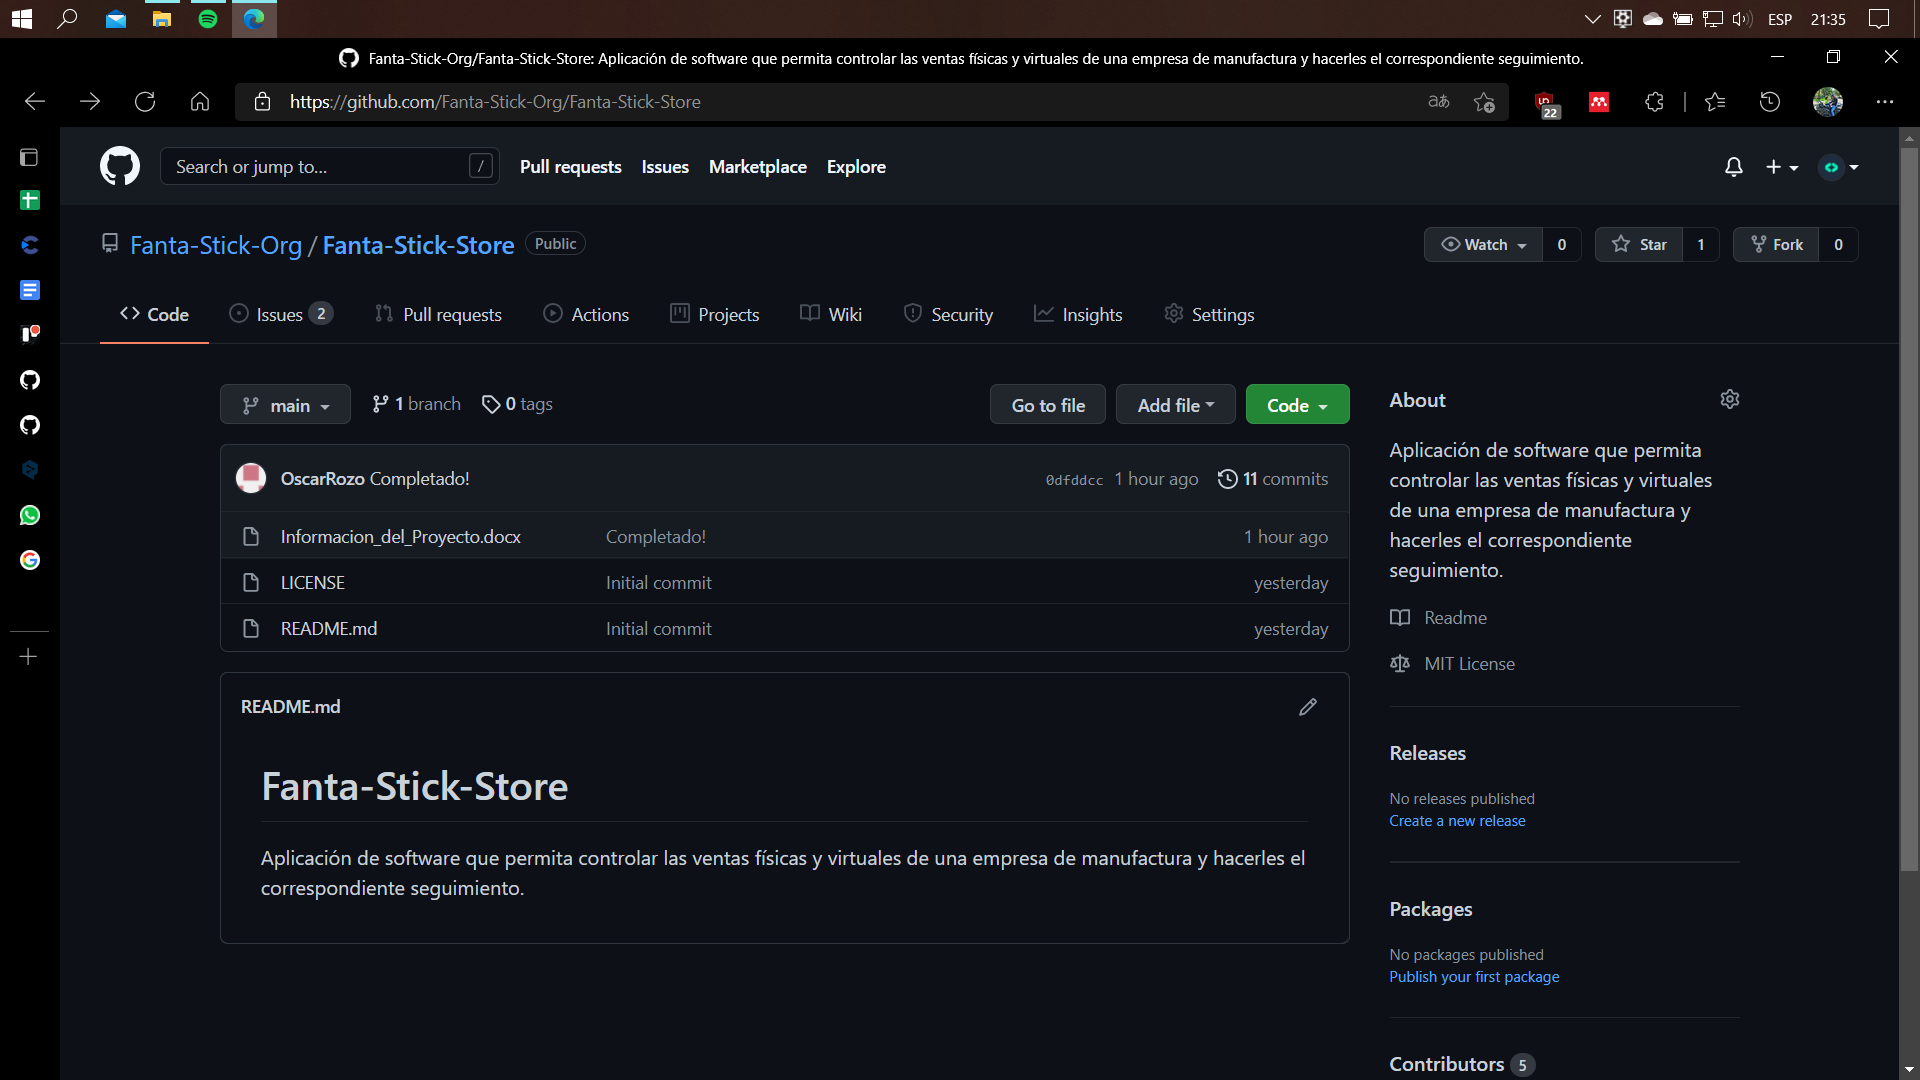 ESP
21:35
Fanta-Stick-Org/Fanta-Stick-Store: Aplicación de software que permita controlar las ventas físicas y virtuales de una empresa de manufactura y hacerles el correspondiente seguimiento.
https://github.com/Fanta-Stick-Org/Fanta-Stick-Store
22
Search or jump to... /
Pull requests
Issues
Marketplace
Explore
Fanta-Stick-Org / Fanta-Stick-Store
Public
Watch 0
Star 1
Fork 0
Code
Issues 2
Pull requests
Actions
Projects
Wiki
Security
Insights
Settings
main
1 branch
0 tags
Go to file
Add file
Code
OscarRozo Completado!
0dfddcc 1 hour ago
11 commits
Informacion_del_Proyecto.docx Completado! 1 hour ago
LICENSE Initial commit yesterday
README.md Initial commit yesterday
README.md
Fanta-Stick-Store
Aplicación de software que permita controlar las ventas físicas y virtuales de una empresa de manufactura y hacerles el
correspondiente seguimiento.
About
Aplicación de software que permita
controlar las ventas físicas y virtuales
de una empresa de manufactura y
hacerles el correspondiente
seguimiento.
Readme
MIT License
Releases
No releases published
Create a new release
Packages
No packages published
Publish your first package
Contributors 5